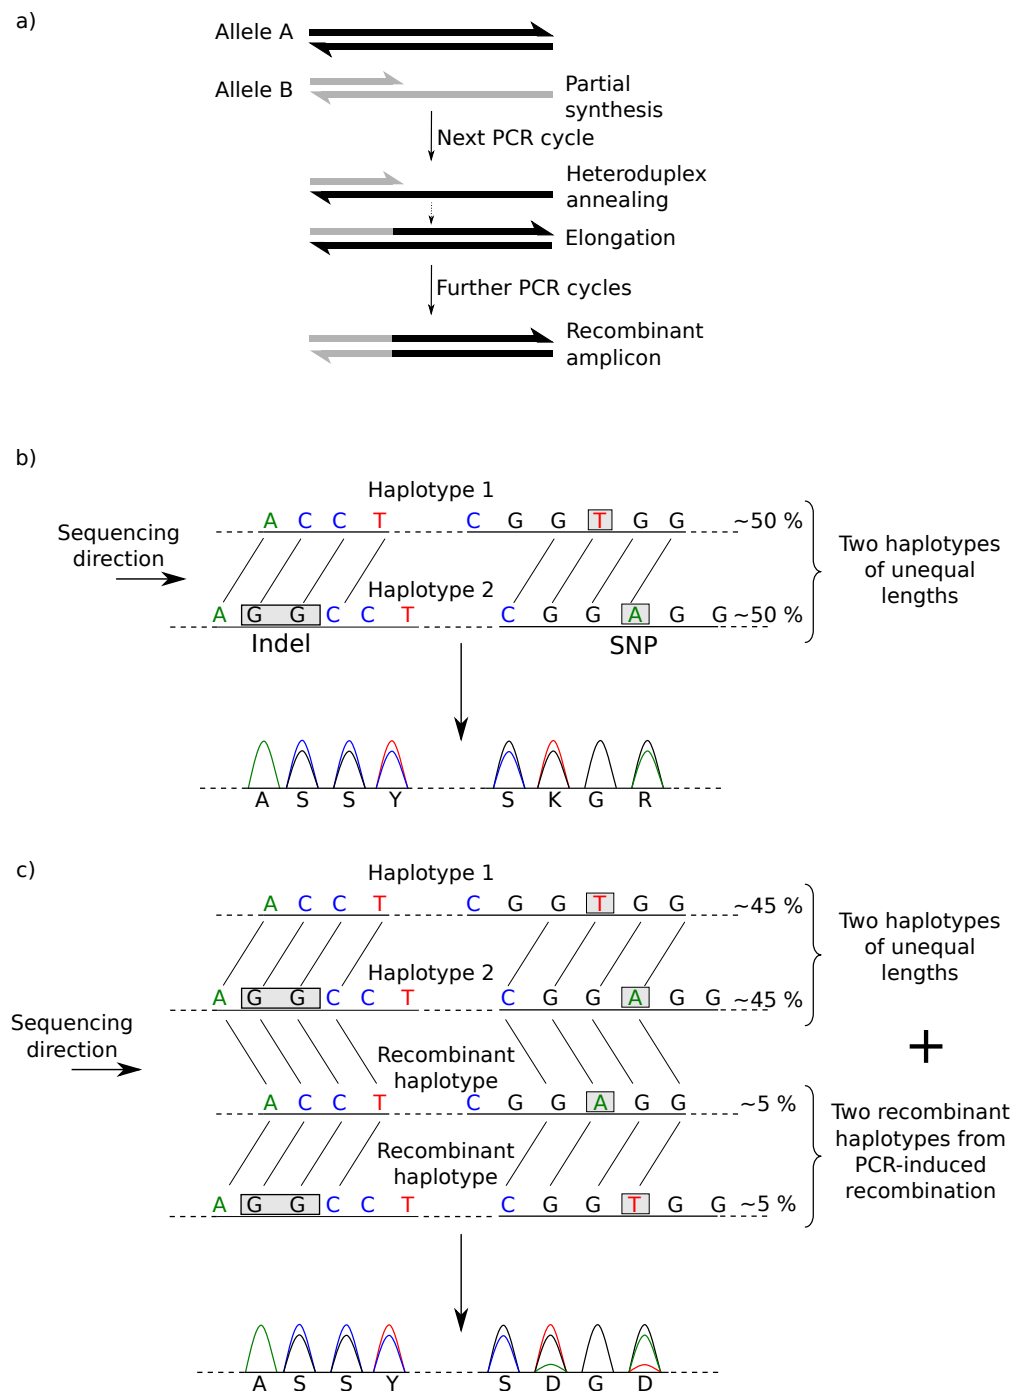 a)
Allele A
Allele B
Partial
synthesis
Next PCR cycle
Heteroduplex
annealing
Elongation
Further PCR cycles
Recombinant
amplicon
b)
Haplotype 1
A C C T C G G T G G ~50 %
Sequencing
direction
Two haplotypes
of unequal
lengths
Haplotype 2
A G G C C T C G G A G G ~50 %
Indel SNP
A S S Y S K G R
c)
Haplotype 1
A C C T C G G T G G ~45 %
Two haplotypes
of unequal
lengths
Haplotype 2
A G G C C T C G G A G G ~45 %
Sequencing
direction
+
Recombinant
haplotype
A C C T C G G A G G ~5 %
Two recombinant
haplotypes from
PCR-induced
recombination
Recombinant
haplotype
A G G C C T C G G T G G ~5 %
A S S Y S D G D